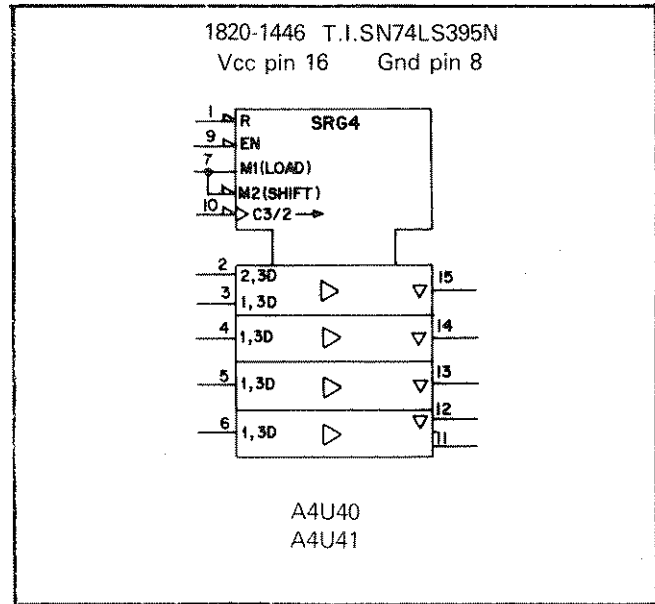 1820-1446 T.I.SN74LS395N
Vcc pin 16 Gnd pin 8
1 R SRG4
9 EN
7 M1(LOAD)
M2(SHIFT)
10 C3/2
2 2,3D 15
3 1,3D
4 1,3D 14
5 1,3D 13
12
6 1,3D 11
A4U40
A4U41